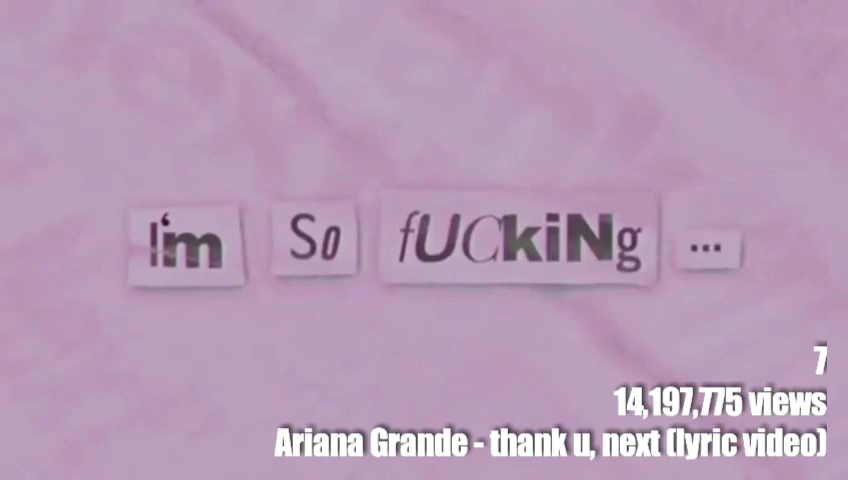 I'm So fUCkiNg ...
7
14,197,775 views
Ariana Grande - thank u, next (lyric video)